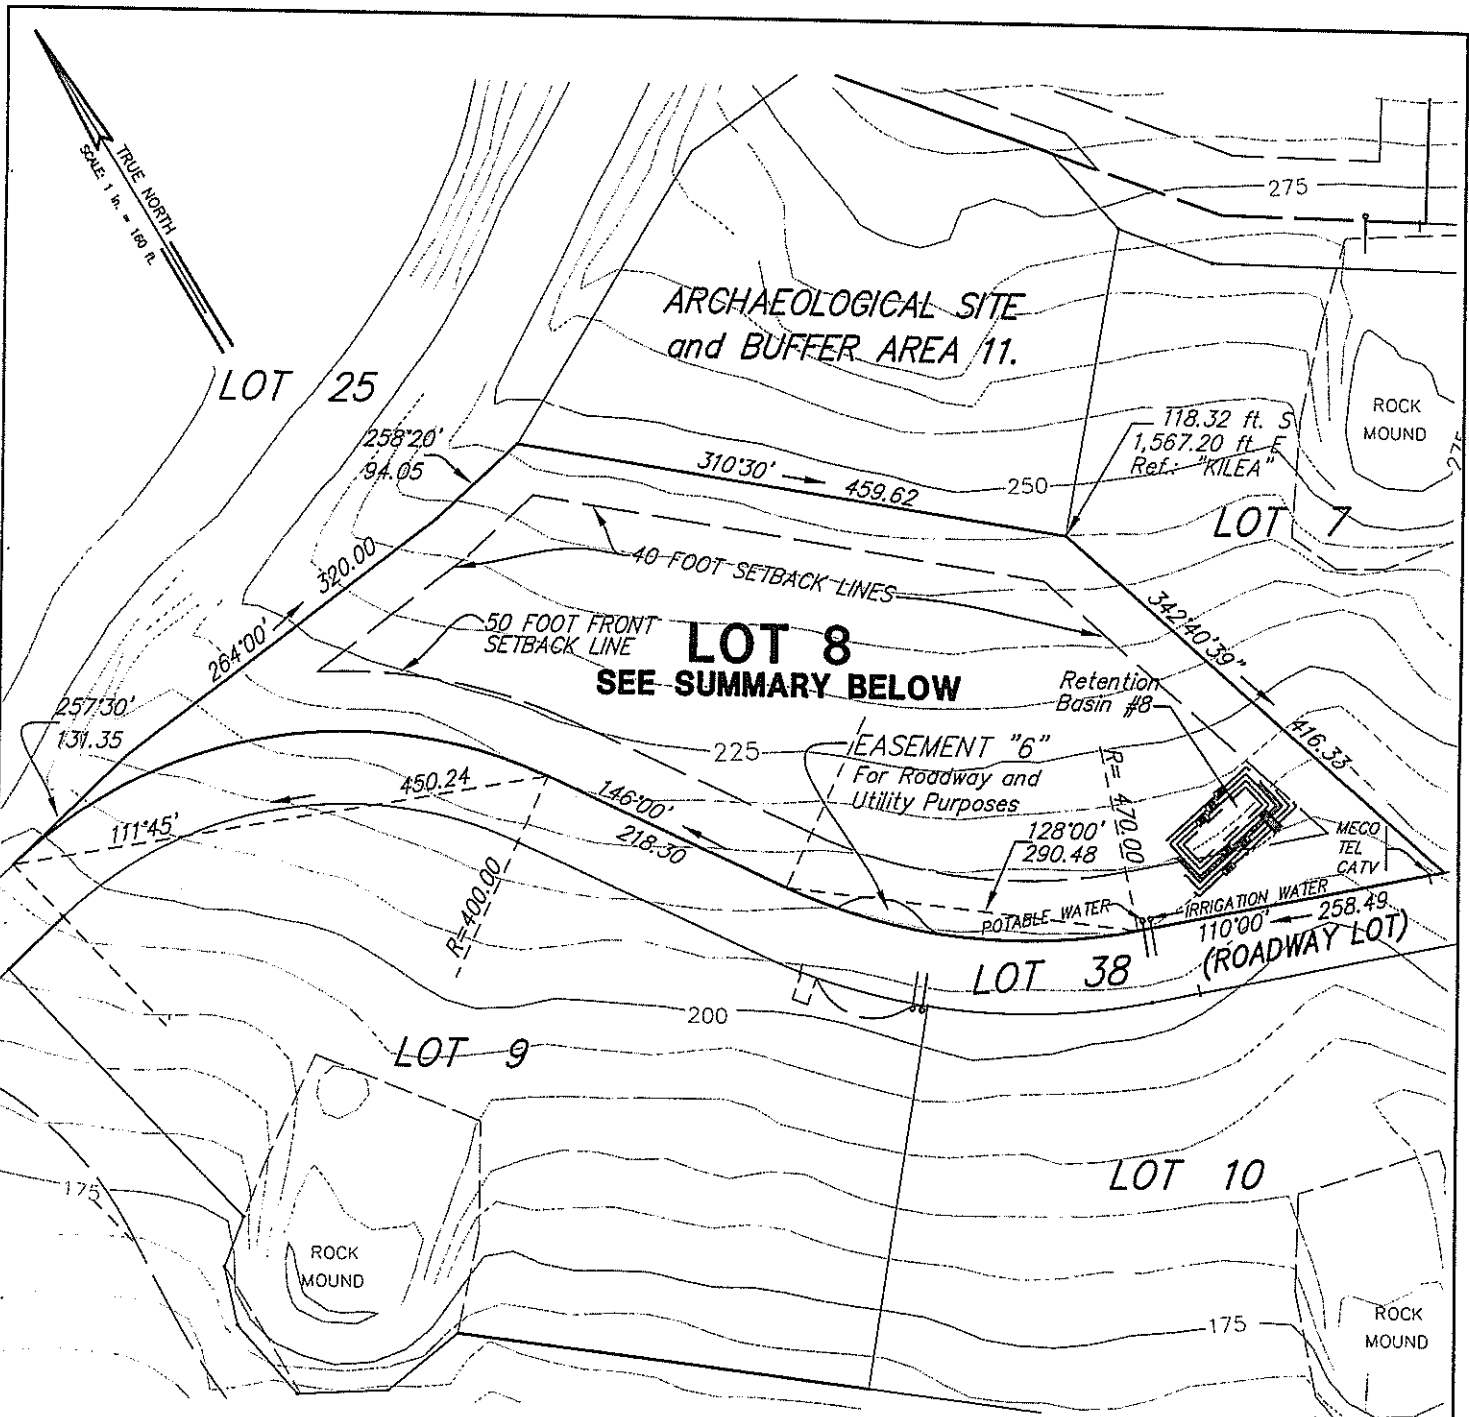 TRUE NORTH
SCALE: 1 in. = 160 ft.
275
ARCHAEOLOGICAL SITE
and BUFFER AREA 11.
LOT 25
ROCK
MOUND
275
118.32 ft. S
1,567.20 ft. E
Ref.: "KILEA"
258°20'
94.05
310°30'
459.62
250
LOT 7
320.00
264°00'
40 FOOT SETBACK LINES
50 FOOT FRONT
SETBACK LINE
LOT 8
SEE SUMMARY BELOW
342°40'39"
416.33
Retention
Basin #8
257'30'
131.35
225
EASEMENT "6"
For Roadway and
Utility Purposes
R= 470.00
450.24
111°45'
146°00'
218.30
R=400.00
128°00'
290.48
MECO
TEL
CATV
POTABLE WATER
IRRIGATION WATER
110°00'
258.49
(ROADWAY LOT)
LOT 38
200
LOT 9
175
LOT 10
ROCK
MOUND
175
ROCK
MOUND